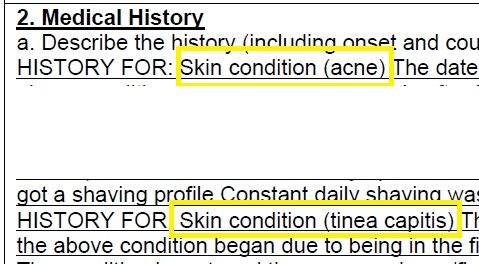 2. Medical History
a. Describe the history (including onset and cou
HISTORY FOR: Skin condition (acne) The date
got a shaving profile Constant daily shaving was
HISTORY FOR Skin condition (tinea capitis) Th
the above condition began due to being in the fi